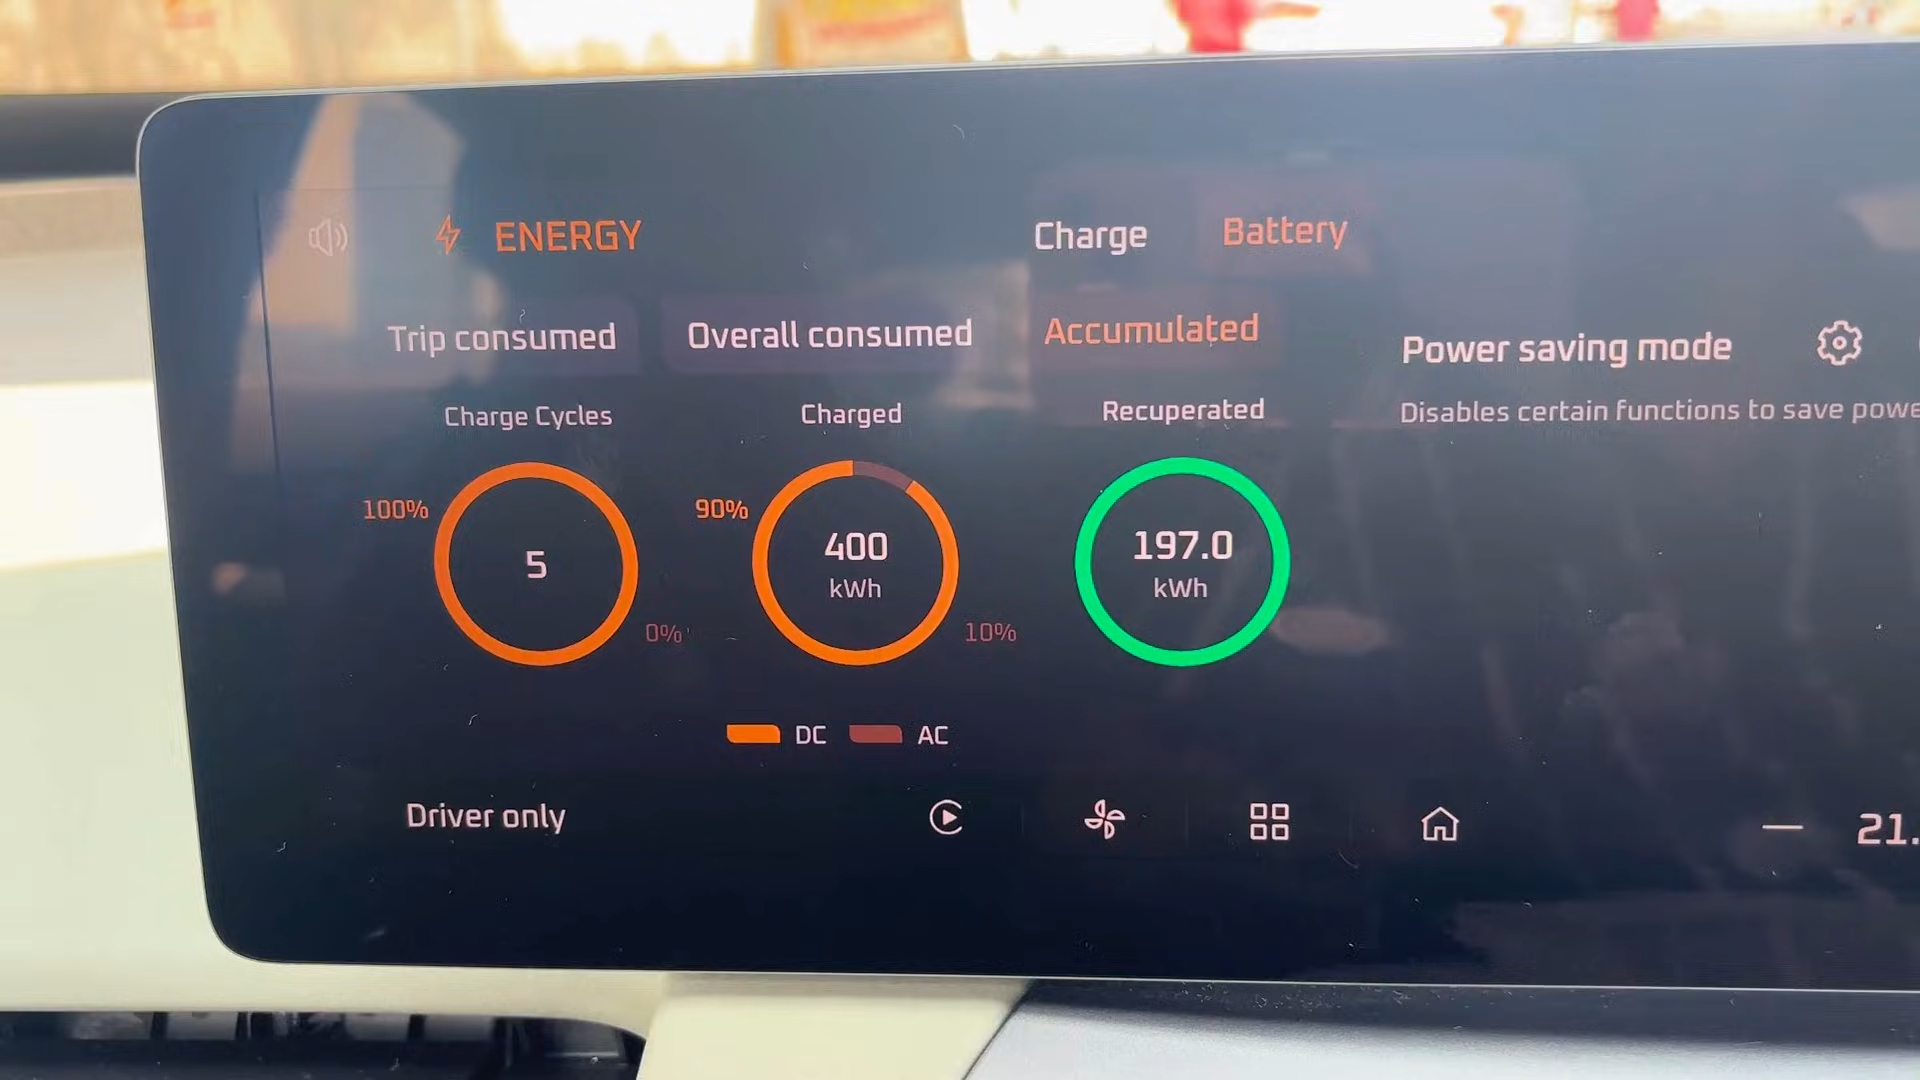 ENERGY
Charge
Battery
Trip consumed
Overall consumed
Accumulated
Power saving mode
Disables certain functions to save powe
Charge Cycles
Charged
Recuperated
100%
5
0%
90%
400
kWh
10%
197.0
kWh
DC
AC
Driver only
21.